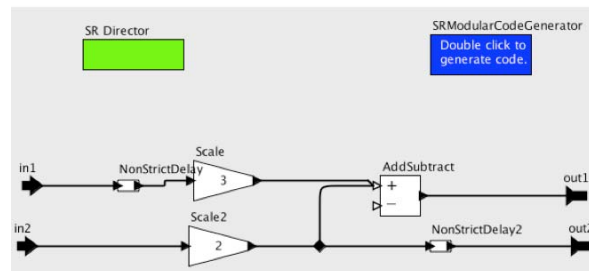 SR Director
SRModularCodeGenerator
Double click to
generate code.
Scale
in1
NonStrictDelay
3
AddSubtract
+
−
out1
Scale2
in2
2
NonStrictDelay2
out2